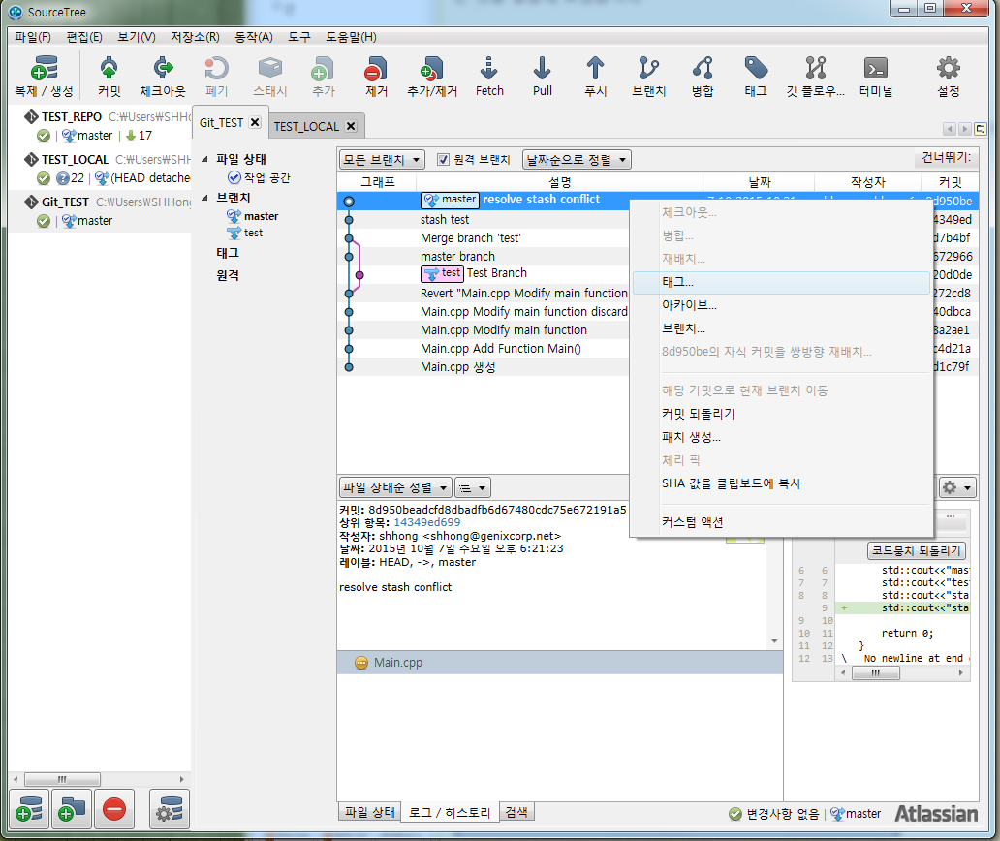 SourceTree
파일(F) 편집(E) 보기(V) 저장소(R) 동작(A) 도구 도움말(H)
복제 / 생성 커밋 체크아웃 폐기 스태시 추가 제거 추가/제거 Fetch Pull 푸시 브랜치 병합 태그 깃 플로우... 터미널 설정
TEST_REPO C:₩Users₩SHHo
master 17
TEST_LOCAL C:₩Users₩SHH
22 (HEAD detache
Git_TEST C:₩Users₩SHHong
master
Git_TEST TEST_LOCAL
파일 상태
작업 공간
브랜치
master
test
태그
원격
모든 브랜치 원격 브랜치 날짜순으로 정렬 건너뛰기:
그래프 설명 날짜 작성자 커밋
master resolve stash conflict 8d950be
stash test 4349ed
Merge branch 'test' d7b4bf
master branch 672966
test Test Branch 20d0de
Revert "Main.cpp Modify main function 272cd8
Main.cpp Modify main function discard 40dbca
Main.cpp Modify main function 8a2ae1
Main.cpp Add Function Main() c4d21a
Main.cpp 생성 d1c79f
체크아웃...
병합...
재배치...
태그...
아카이브...
브랜치...
8d950be의 자식 커밋을 쌍방향 재배치...
해당 커밋으로 현재 브랜치 이동
커밋 되돌리기
패치 생성...
체리 픽
SHA 값을 클립보드에 복사
커스텀 액션
파일 상태순 정렬
커밋: 8d950beadcfd8dbadfb6d67480cdc75e672191a5
상위 항목: 14349ed699
작성자: shhong <shhong@genixcorp.net>
날짜: 2015년 10월 7일 수요일 오후 6:21:23
레이블: HEAD, ->, master
resolve stash conflict
Main.cpp
...
코드뭉치 되돌리기
6 6 std::cout<<"mas
7 7 std::cout<<"tes
8 8 std::cout<<"sta
9 + std::cout<<"sta
9 10
10 11 return 0;
11 12 }
12 13 \ No newline at end
파일 상태 로그 / 히스토리 검색
변경사항 없음 master Atlassian